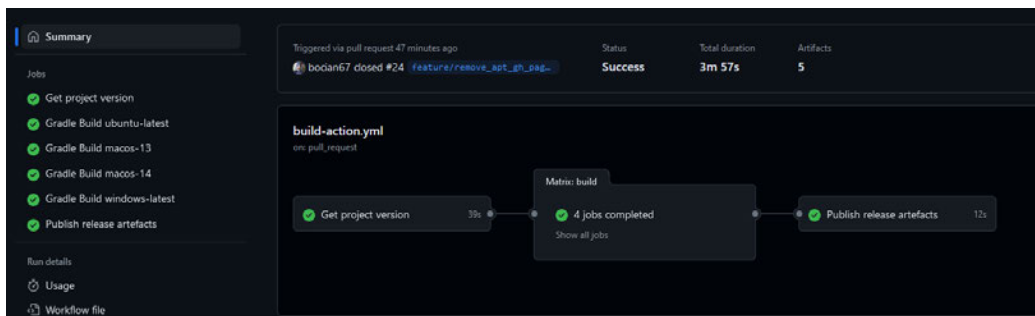 Summary
Jobs
Get project version
Gradle Build ubuntu-latest
Gradle Build macos-13
Gradle Build macos-14
Gradle Build windows-latest
Publish release artefacts
Run details
Usage
Workflow file
Triggered via pull request 47 minutes ago
bocian67 closed #24 feature/remove_apt_gh_pag…
Status
Success
Total duration
3m 57s
Artifacts
5
build-action.yml
on: pull_request
Get project version 39s
Matrix: build
4 jobs completed
Show all jobs
Publish release artefacts 12s